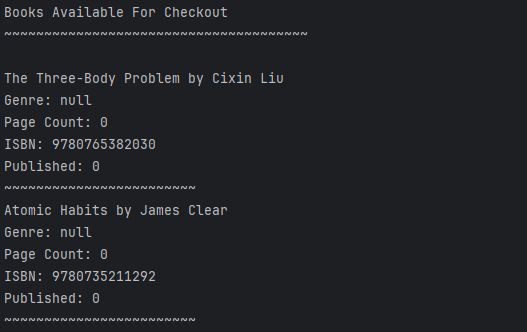 Books Available For Checkout
~~~~~~~~~~~~~~~~~~~~~~~~~~~~~~~~~~~~~~
The Three-Body Problem by Cixin Liu
Genre: null
Page Count: 0
ISBN: 9780765382030
Published: 0
~~~~~~~~~~~~~~~~~~~~~~~~
Atomic Habits by James Clear
Genre: null
Page Count: 0
ISBN: 9780735211292
Published: 0
~~~~~~~~~~~~~~~~~~~~~~~~